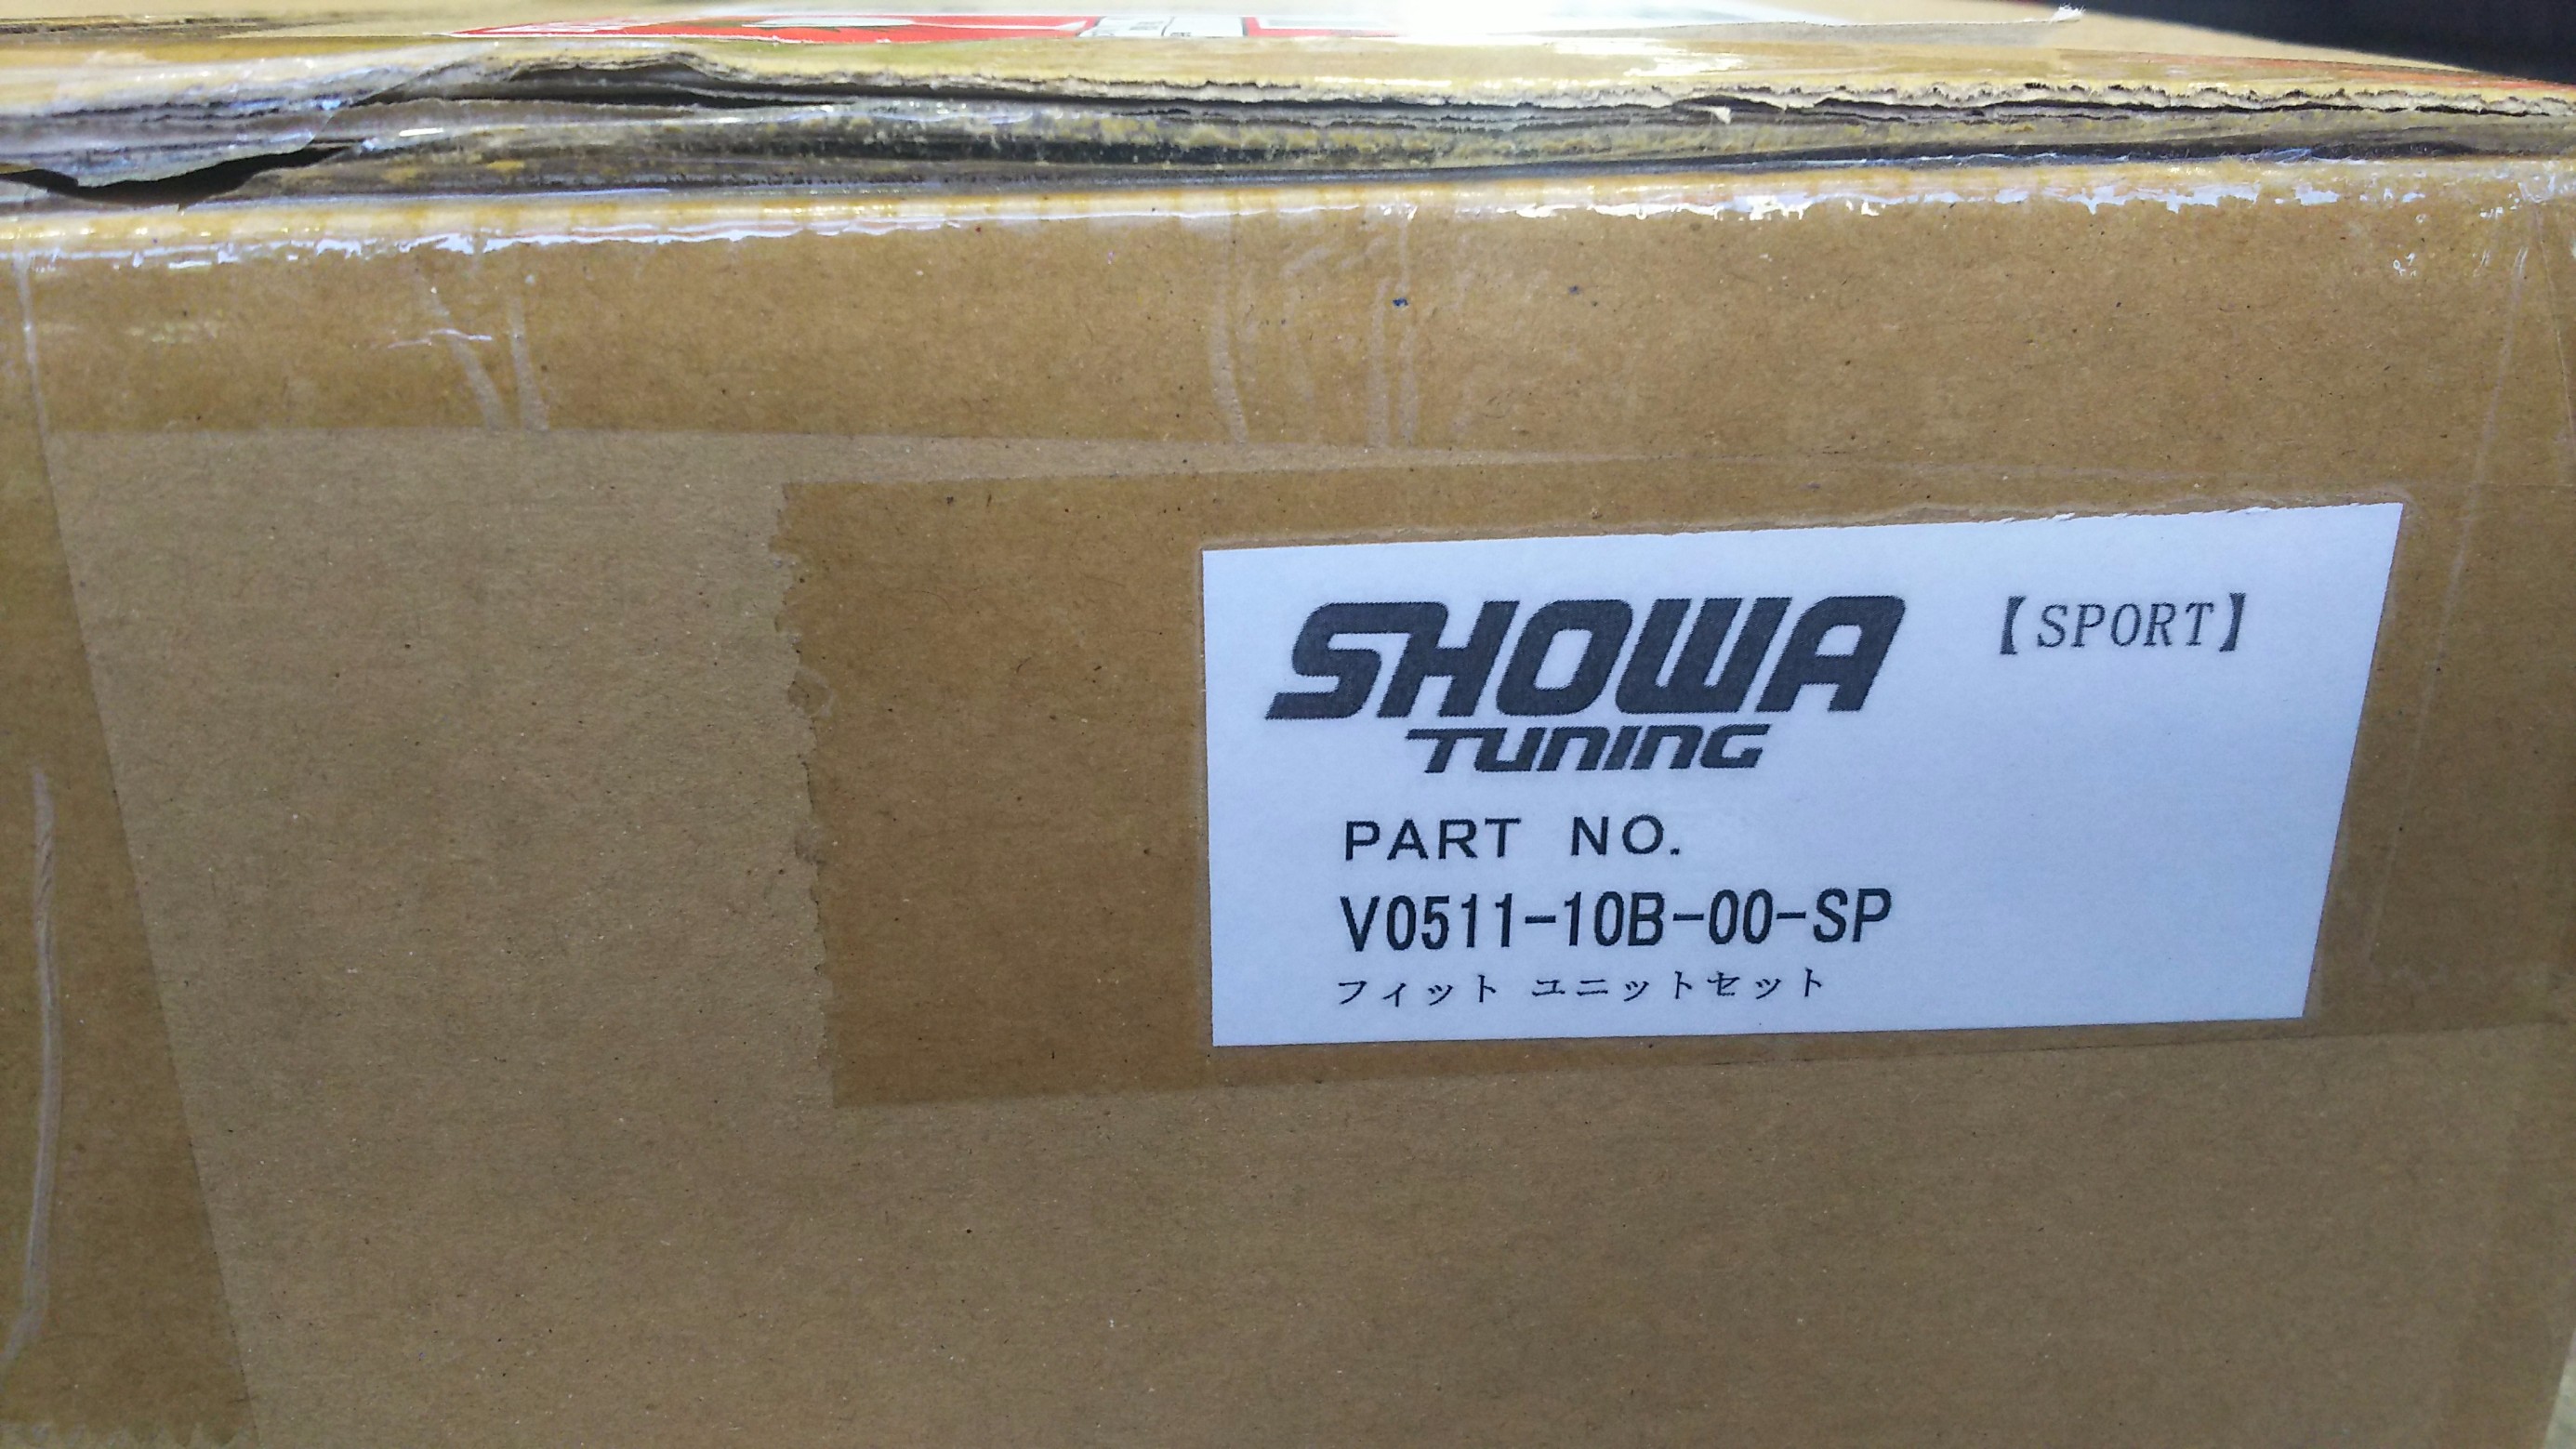 SHOWA 【SPORT】
TUNING
PART NO.
V0511-10B-00-SP
フィット ユニットセット